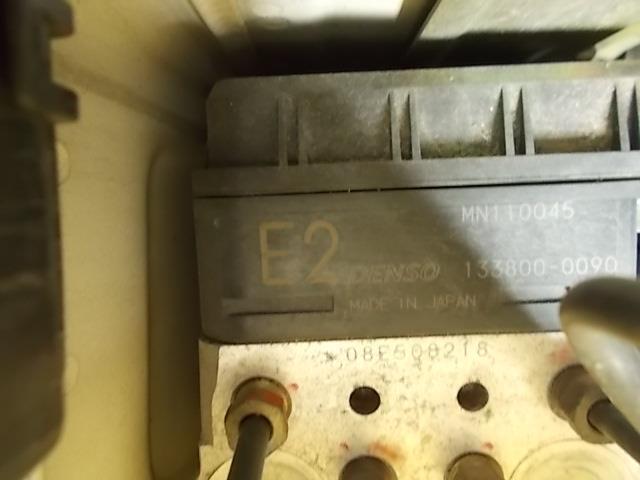 MN110045
E2 DENSO 133800-0090
MADE IN JAPAN
08E508218